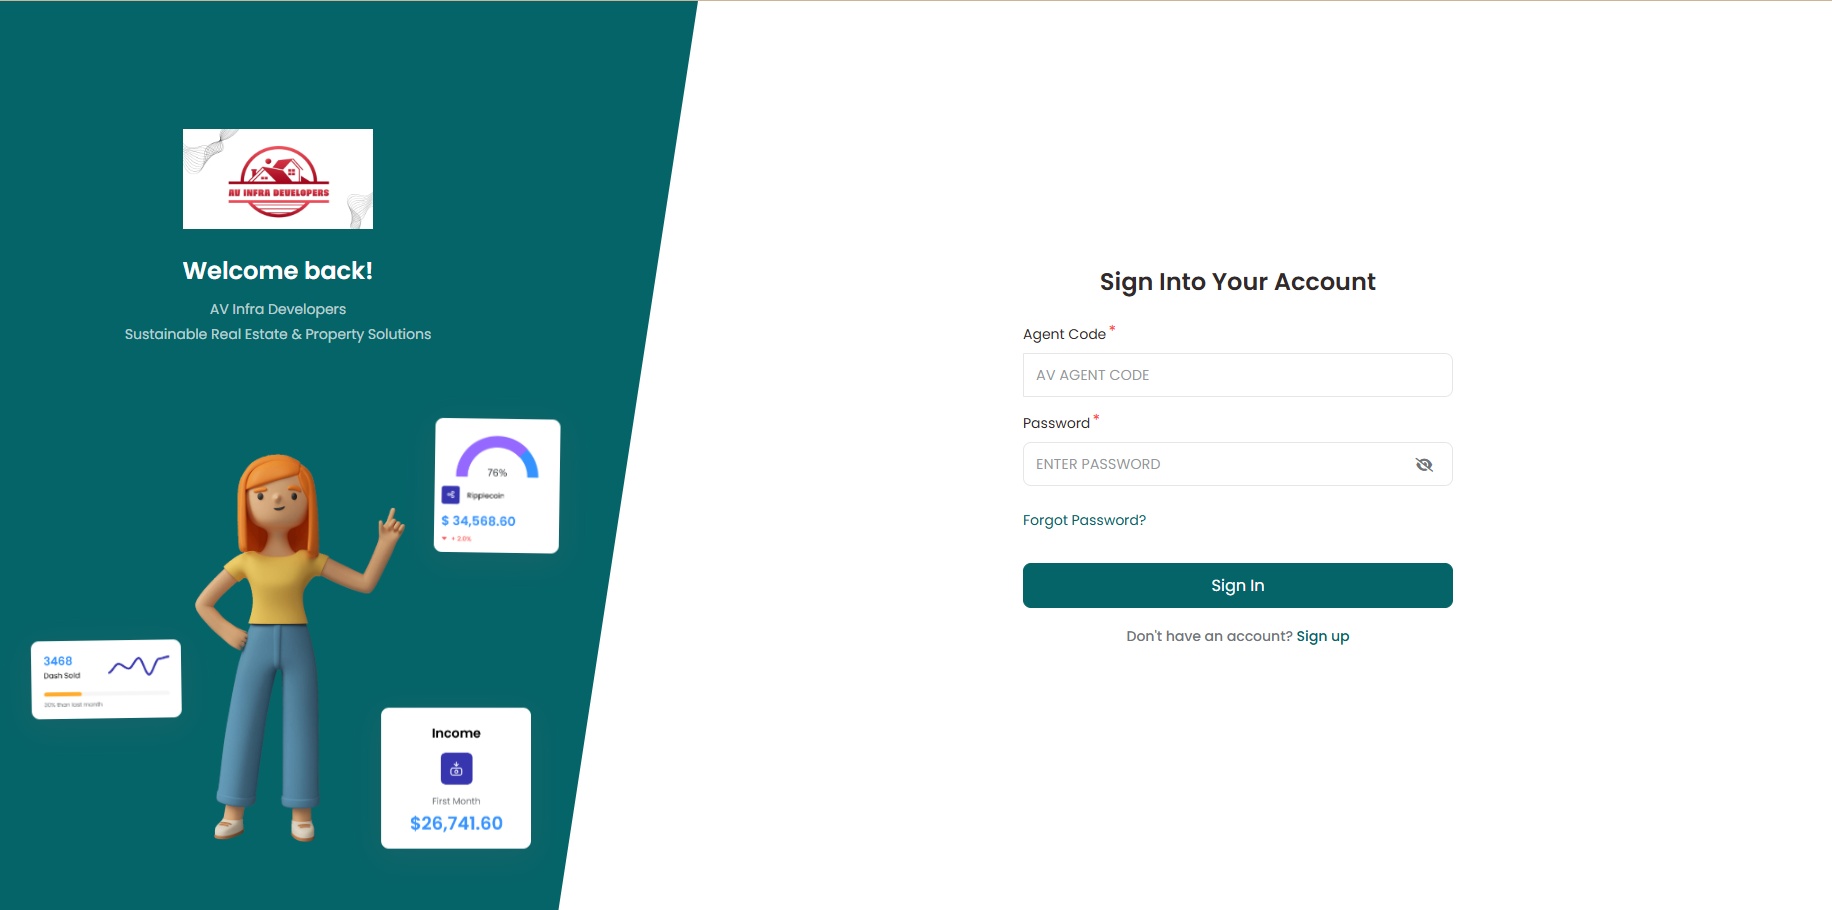 AV INFRA DEVELOPERS
Welcome back!
AV Infra Developers
Sustainable Real Estate & Property Solutions
76%
Ripplecoin
$ 34,568.60
+ 2.0%
3468
Dash Sold
20% than last month
Income
First Month
$26,741.60
Sign Into Your Account
Agent Code *
AV AGENT CODE
Password *
ENTER PASSWORD
Forgot Password?
Sign In
Don't have an account? Sign up